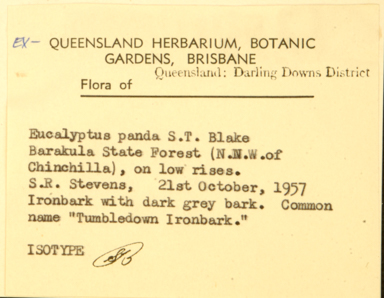 EX- QUEENSLAND HERBARIUM, BOTANIC
GARDENS, BRISBANE
Queensland: Darling Downs District
Flora of
Eucalyptus panda S.T. Blake
Barakula State Forest (N.N.W.of
Chinchilla), on low rises.
S.R. Stevens, 21st October, 1957
Ironbark with dark grey bark. Common
name "Tumbledown Ironbark."
ISOTYPE